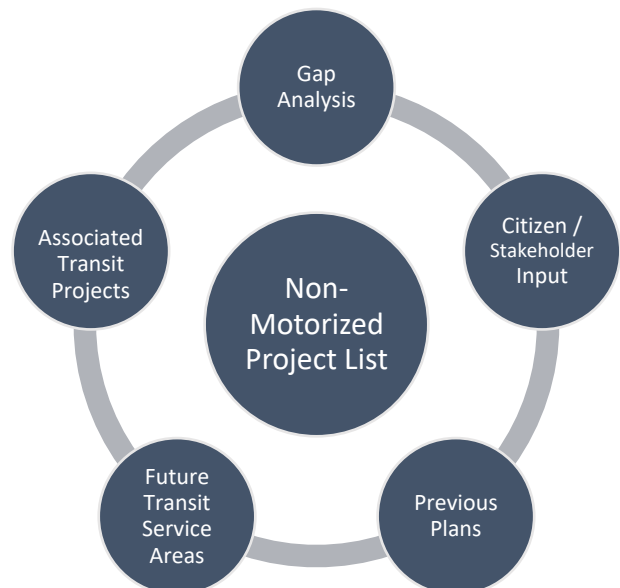 Gap
Analysis
Citizen /
Stakeholder
Input
Associated
Transit
Projects
Non-
Motorized
Project List
Future
Transit
Service
Areas
Previous
Plans